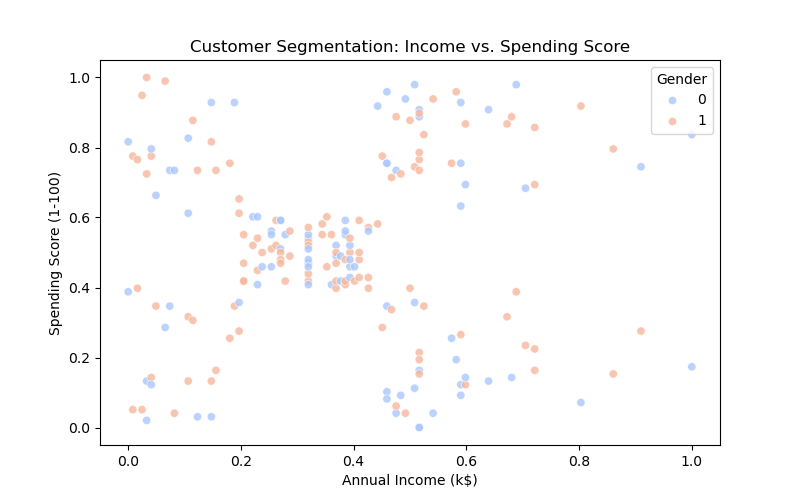 Customer Segmentation: Income vs. Spending Score
Gender
0
1
Spending Score (1-100)
1.0
0.8
0.6
0.4
0.2
0.0
0.0 0.2 0.4 0.6 0.8 1.0
Annual Income (k$)